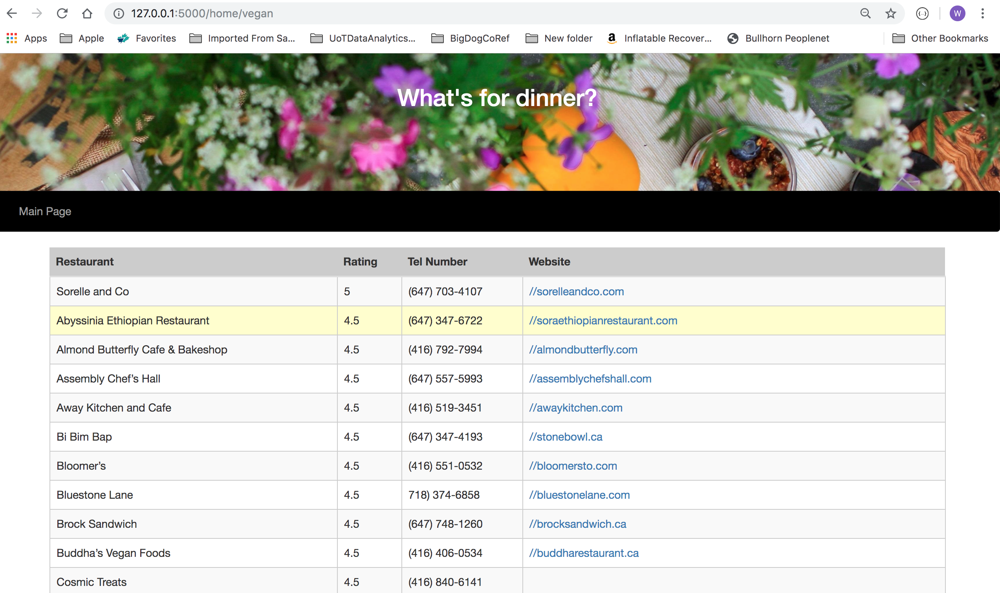 127.0.0.1:5000/home/vegan
W
Apps Apple Favorites Imported From Sa... UoTDataAnalytics... BigDogCoRef New folder Inflatable Recover... Bullhorn Peoplenet Other Bookmarks
What's for dinner?
Main Page
Restaurant Rating Tel Number Website
Sorelle and Co 5 (647) 703-4107 //sorelleandco.com
Abyssinia Ethiopian Restaurant 4.5 (647) 347-6722 //soraethiopianrestaurant.com
Almond Butterfly Cafe & Bakeshop 4.5 (416) 792-7994 //almondbutterfly.com
Assembly Chef’s Hall 4.5 (647) 557-5993 //assemblychefshall.com
Away Kitchen and Cafe 4.5 (416) 519-3451 //awaykitchen.com
Bi Bim Bap 4.5 (647) 347-4193 //stonebowl.ca
Bloomer’s 4.5 (416) 551-0532 //bloomersto.com
Bluestone Lane 4.5 718) 374-6858 //bluestonelane.com
Brock Sandwich 4.5 (647) 748-1260 //brocksandwich.ca
Buddha’s Vegan Foods 4.5 (416) 406-0534 //buddharestaurant.ca
Cosmic Treats 4.5 (416) 840-6141